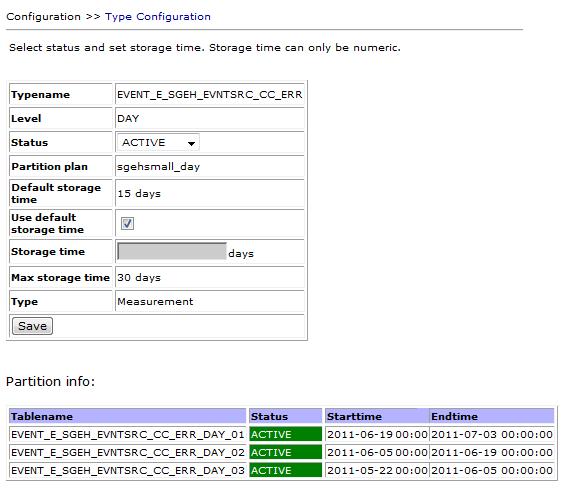 Configuration >> Type Configuration
Select status and set storage time. Storage time can only be numeric.
Typename EVENT_E_SGEH_EVNTSRC_CC_ERR
Level DAY
Status ACTIVE
Partition plan sgehsmall_day
Default storage time 15 days
Use default storage time
Storage time days
Max storage time 30 days
Type Measurement
Save
Partition info:
Tablename Status Starttime Endtime
EVENT_E_SGEH_EVNTSRC_CC_ERR_DAY_01 ACTIVE 2011-06-19 00:00 2011-07-03 00:00:00
EVENT_E_SGEH_EVNTSRC_CC_ERR_DAY_02 ACTIVE 2011-06-05 00:00 2011-06-19 00:00:00
EVENT_E_SGEH_EVNTSRC_CC_ERR_DAY_03 ACTIVE 2011-05-22 00:00 2011-06-05 00:00:00